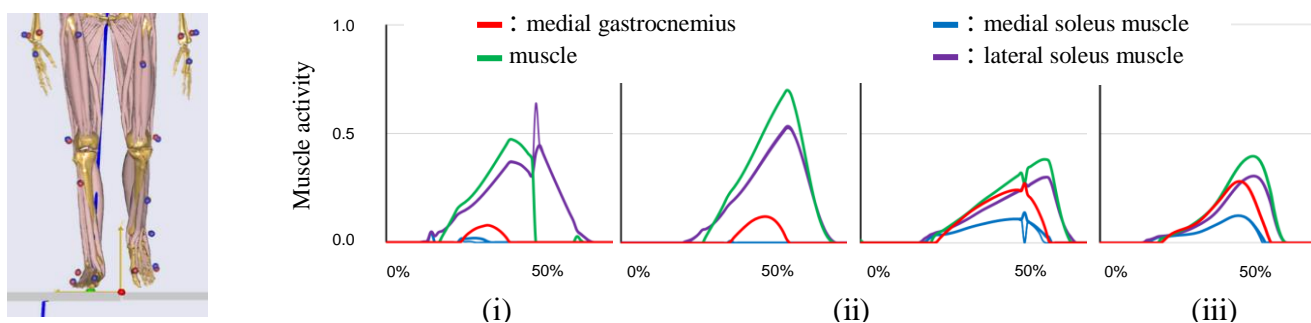 1.0
: medial gastrocnemius
: medial soleus muscle
muscle
: lateral soleus muscle
Muscle activity
0.5
0.0
0% 50% 0% 50% 0% 50% 0% 50%
(i) (ii) (iii)